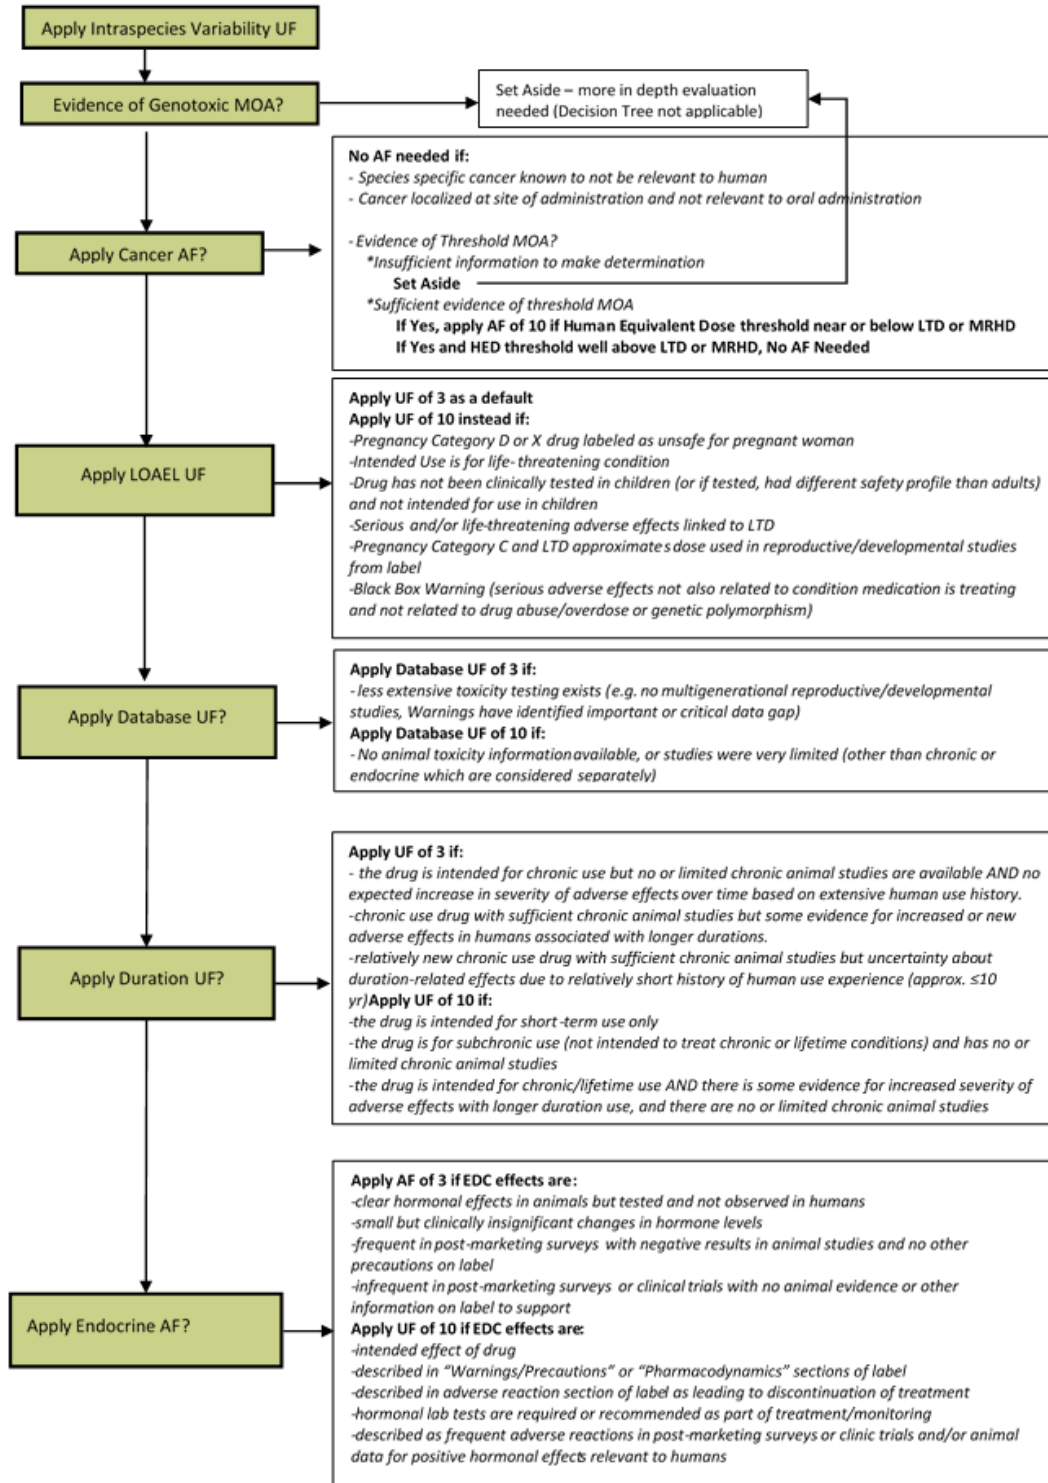 Apply Intraspecies Variability UF
Evidence of Genotoxic MOA?
Set Aside – more in depth evaluation
needed (Decision Tree not applicable)
Apply Cancer AF?
No AF needed if:
- Species specific cancer known to not be relevant to human
- Cancer localized at site of administration and not relevant to oral administration
- Evidence of Threshold MOA?
*Insufficient information to make determination
Set Aside
*Sufficient evidence of threshold MOA
If Yes, apply AF of 10 if Human Equivalent Dose threshold near or below LTD or MRHD
If Yes and HED threshold well above LTD or MRHD, No AF Needed
Apply LOAEL UF
Apply UF of 3 as a default
Apply UF of 10 instead if:
-Pregnancy Category D or X drug labeled as unsafe for pregnant woman
-Intended Use is for life- threatening condition
-Drug has not been clinically tested in children (or if tested, had different safety profile than adults)
and not intended for use in children
-Serious and/or life-threatening adverse effects linked to LTD
-Pregnancy Category C and LTD approximates dose used in reproductive/developmental studies
from label
-Black Box Warning (serious adverse effects not also related to condition medication is treating
and not related to drug abuse/overdose or genetic polymorphism)
Apply Database UF?
Apply Database UF of 3 if:
- less extensive toxicity testing exists (e.g. no multigenerational reproductive/developmental
studies, Warnings have identified important or critical data gap)
Apply Database UF of 10 if:
- No animal toxicity information available, or studies were very limited (other than chronic or
endocrine which are considered separately)
Apply Duration UF?
Apply UF of 3 if:
- the drug is intended for chronic use but no or limited chronic animal studies are available AND no
expected increase in severity of adverse effects over time based on extensive human use history.
-chronic use drug with sufficient chronic animal studies but some evidence for increased or new
adverse effects in humans associated with longer durations.
-relatively new chronic use drug with sufficient chronic animal studies but uncertainty about
duration-related effects due to relatively short history of human use experience (approx. ≤10
yr)Apply UF of 10 if:
-the drug is intended for short-term use only
-the drug is for subchronic use (not intended to treat chronic or lifetime conditions) and has no or
limited chronic animal studies
-the drug is intended for chronic/lifetime use AND there is some evidence for increased severity of
adverse effects with longer duration use, and there are no or limited chronic animal studies
Apply Endocrine AF?
Apply AF of 3 if EDC effects are:
-clear hormonal effects in animals but tested and not observed in humans
-small but clinically insignificant changes in hormone levels
-frequent in post-marketing surveys with negative results in animal studies and no other
precautions on label
-infrequent in post-marketing surveys or clinical trials with no animal evidence or other
information on label to support
Apply UF of 10 if EDC effects are:
-intended effect of drug
-described in “Warnings/Precautions” or “Pharmacodynamics” sections of label
-described in adverse reaction section of label as leading to discontinuation of treatment
-hormonal lab tests are required or recommended as part of treatment/monitoring
-described as frequent adverse reactions in post-marketing surveys or clinic trials and/or animal
data for positive hormonal effects relevant to humans